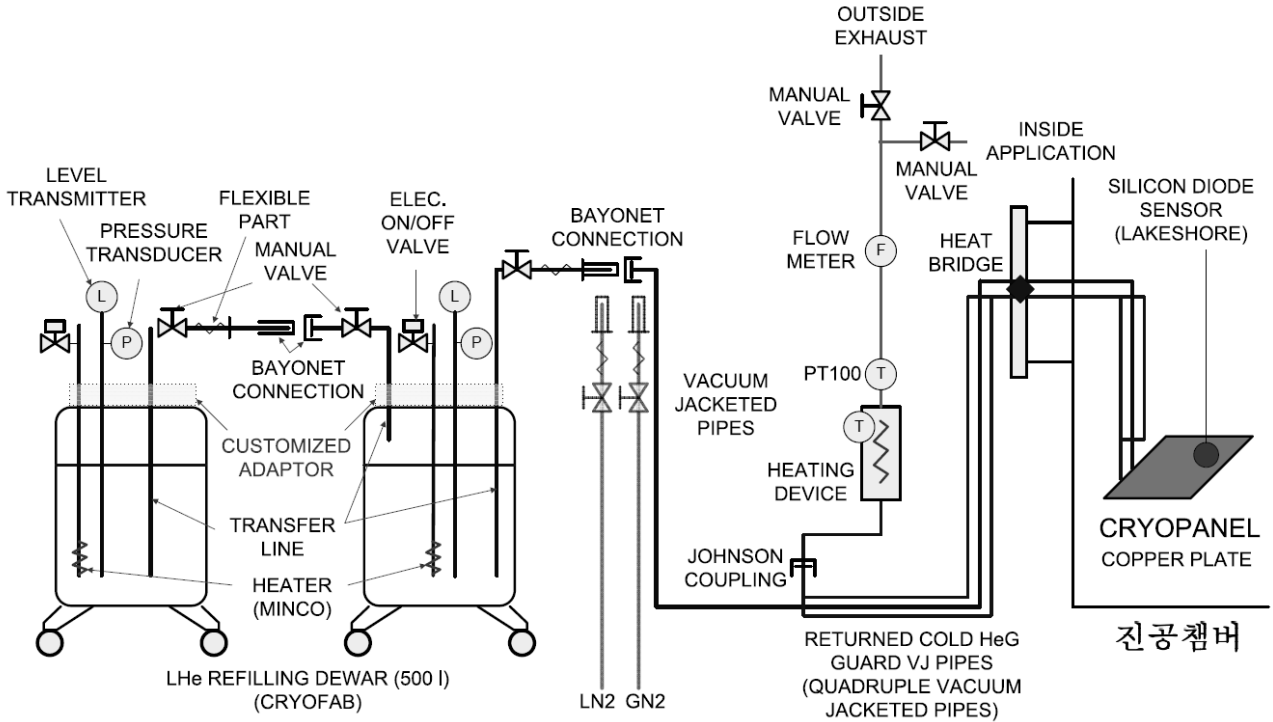 OUTSIDE
EXHAUST
MANUAL
VALVE
MANUAL
VALVE
INSIDE
APPLICATION
LEVEL
TRANSMITTER
PRESSURE
TRANSDUCER
FLEXIBLE
PART
MANUAL
VALVE
ELEC.
ON/OFF
VALVE
BAYONET
CONNECTION
FLOW
METER
F
HEAT
BRIDGE
SILICON DIODE
SENSOR
(LAKESHORE)
L
P
L
P
BAYONET
CONNECTION
VACUUM
JACKETED
PIPES
PT100
T
T
HEATING
DEVICE
CUSTOMIZED
ADAPTOR
TRANSFER
LINE
HEATER
(MINCO)
JOHNSON
COUPLING
CRYOPANEL
COPPER PLATE
진공챔버
LHe REFILLING DEWAR (500 l)
(CRYOFAB)
LN2
GN2
RETURNED COLD HeG
GUARD VJ PIPES
(QUADRUPLE VACUUM
JACKETED PIPES)